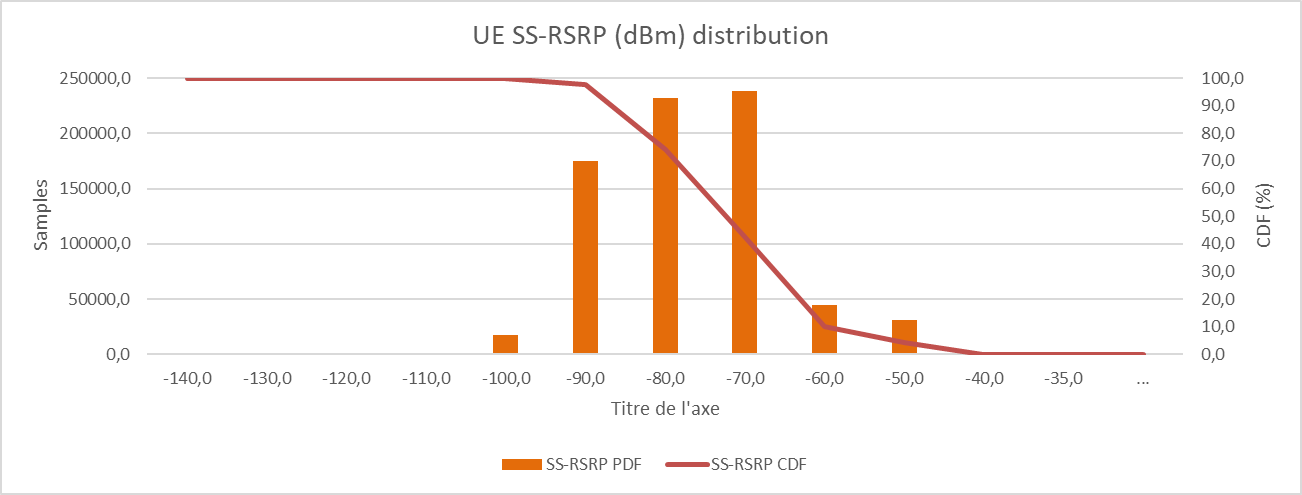 UE SS-RSRP (dBm) distribution
250000,0
200000,0
150000,0
100000,0
50000,0
0,0
Samples
100,0
90,0
80,0
70,0
60,0
50,0
40,0
30,0
20,0
10,0
0,0
CDF (%)
-140,0 -130,0 -120,0 -110,0 -100,0 -90,0 -80,0 -70,0 -60,0 -50,0 -40,0 -35,0 ...
Titre de l'axe
SS-RSRP PDF SS-RSRP CDF